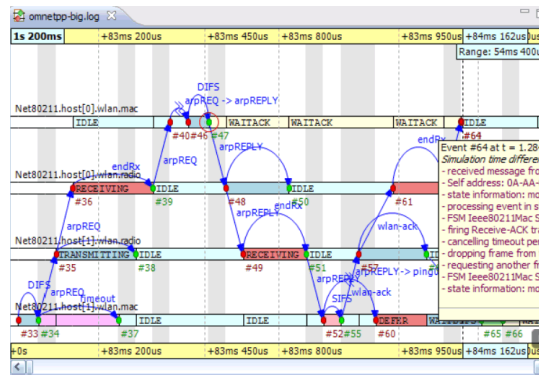 omnetpp-big.log
1s 200ms +83ms 200us +83ms 450us +83ms 800us +83ms 950us +84ms 162us
Range: 54ms 400u
DIFS
arpREQ -> arpREPLY
Net80211.host[0].wlan.mac
IDLE WAITACK WAITACK WAITACK IDLE
#40 #46 #47 #64
endRx arpREQ arpREPLY endRx
Net80211.host[0].wlan.radio
RECEIVING IDLE IDLE
#36 #39 #48 #50 #61
arpREQ arpREPLY endRx wlan-ack
Net80211.host[1].wlan.radio
TRANSMITTING IDLE RECEIVING IDLE
#35 #38 #49 #51 #57
DIFS arpREQ timeout arpREPLY arpREPLY -> pingu
SIFS wlan-ack
Net80211.host[1].wlan.mac
IDLE IDLE DEFER
#33 #34 #37 #52 #55 #60 #65 #66
Event #64 at t = 1.28
Simulation time differe
- received message fro
- Self address: 0A-AA-
- state information: mo
- processing event in s
- FSM Ieee80211Mac S
- firing Receive-ACK tra
- cancelling timeout pe
- dropping frame from
- requesting another f
- FSM Ieee80211Mac S
- state information: mo
+0s +83ms 200us +83ms 450us +83ms 800us +83ms 950us +84ms 162us